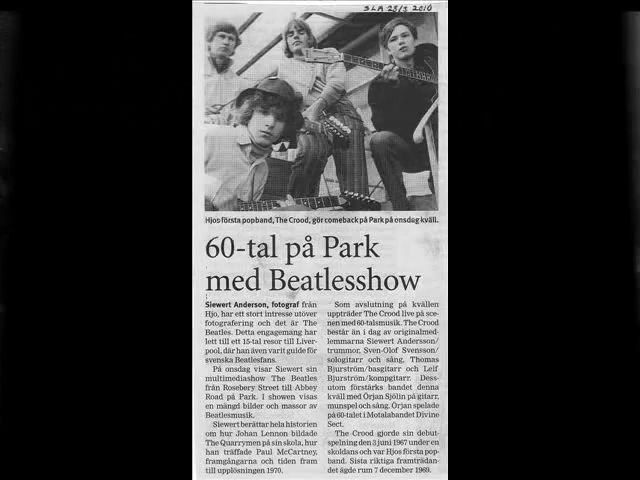 SLA 25/3 2010
Hjos första popband, The Crood, gör comeback på Park på onsdag kväll.
60-tal på Park
med Beatlesshow
Siewert Anderson, fotograf från
Hjo, har ett stort intresse utöver
fotografering och det är The
Beatles. Detta engagemang har
lett till ett 15-tal resor till Liver-
pool, där han även varit guide för
svenska Beatlesfans.
På onsdag visar Siewert sin
multimediashow The Beatles
från Rosebery Street till Abbey
Road på Park. I showen visas
en mängd bilder och massor av
Beatlesmusik.
Siewert berättar hela historien
om hur Johan Lennon bildade
The Quarrymen på sin skola, hur
han träffade Paul McCartney,
framgångarna och tiden fram
till upplösningen 1970.
Som avslutning på kvällen
uppträder The Crood live på sce-
nen med 60-talsmusik. The Crood
består än i dag av originalmed-
lemmarna Siewert Andersson/
trummor, Sven-Olof Svensson/
sologitarr och sång, Thomas
Bjurström/basgitarr och Leif
Bjurström/kompgitarr. Dess-
utom förstärks bandet denna
kväll med Örjan Sjölin på gitarr,
munspel och sång. Örjan spelade
på 60-talet i Motalabandet Divine
Sect.
The Crood gjorde sin debut-
spelning den 3 juni 1967 under en
skoldans och var Hjos första pop-
band. Sista riktiga framträdan-
det ägde rum 7 december 1969.